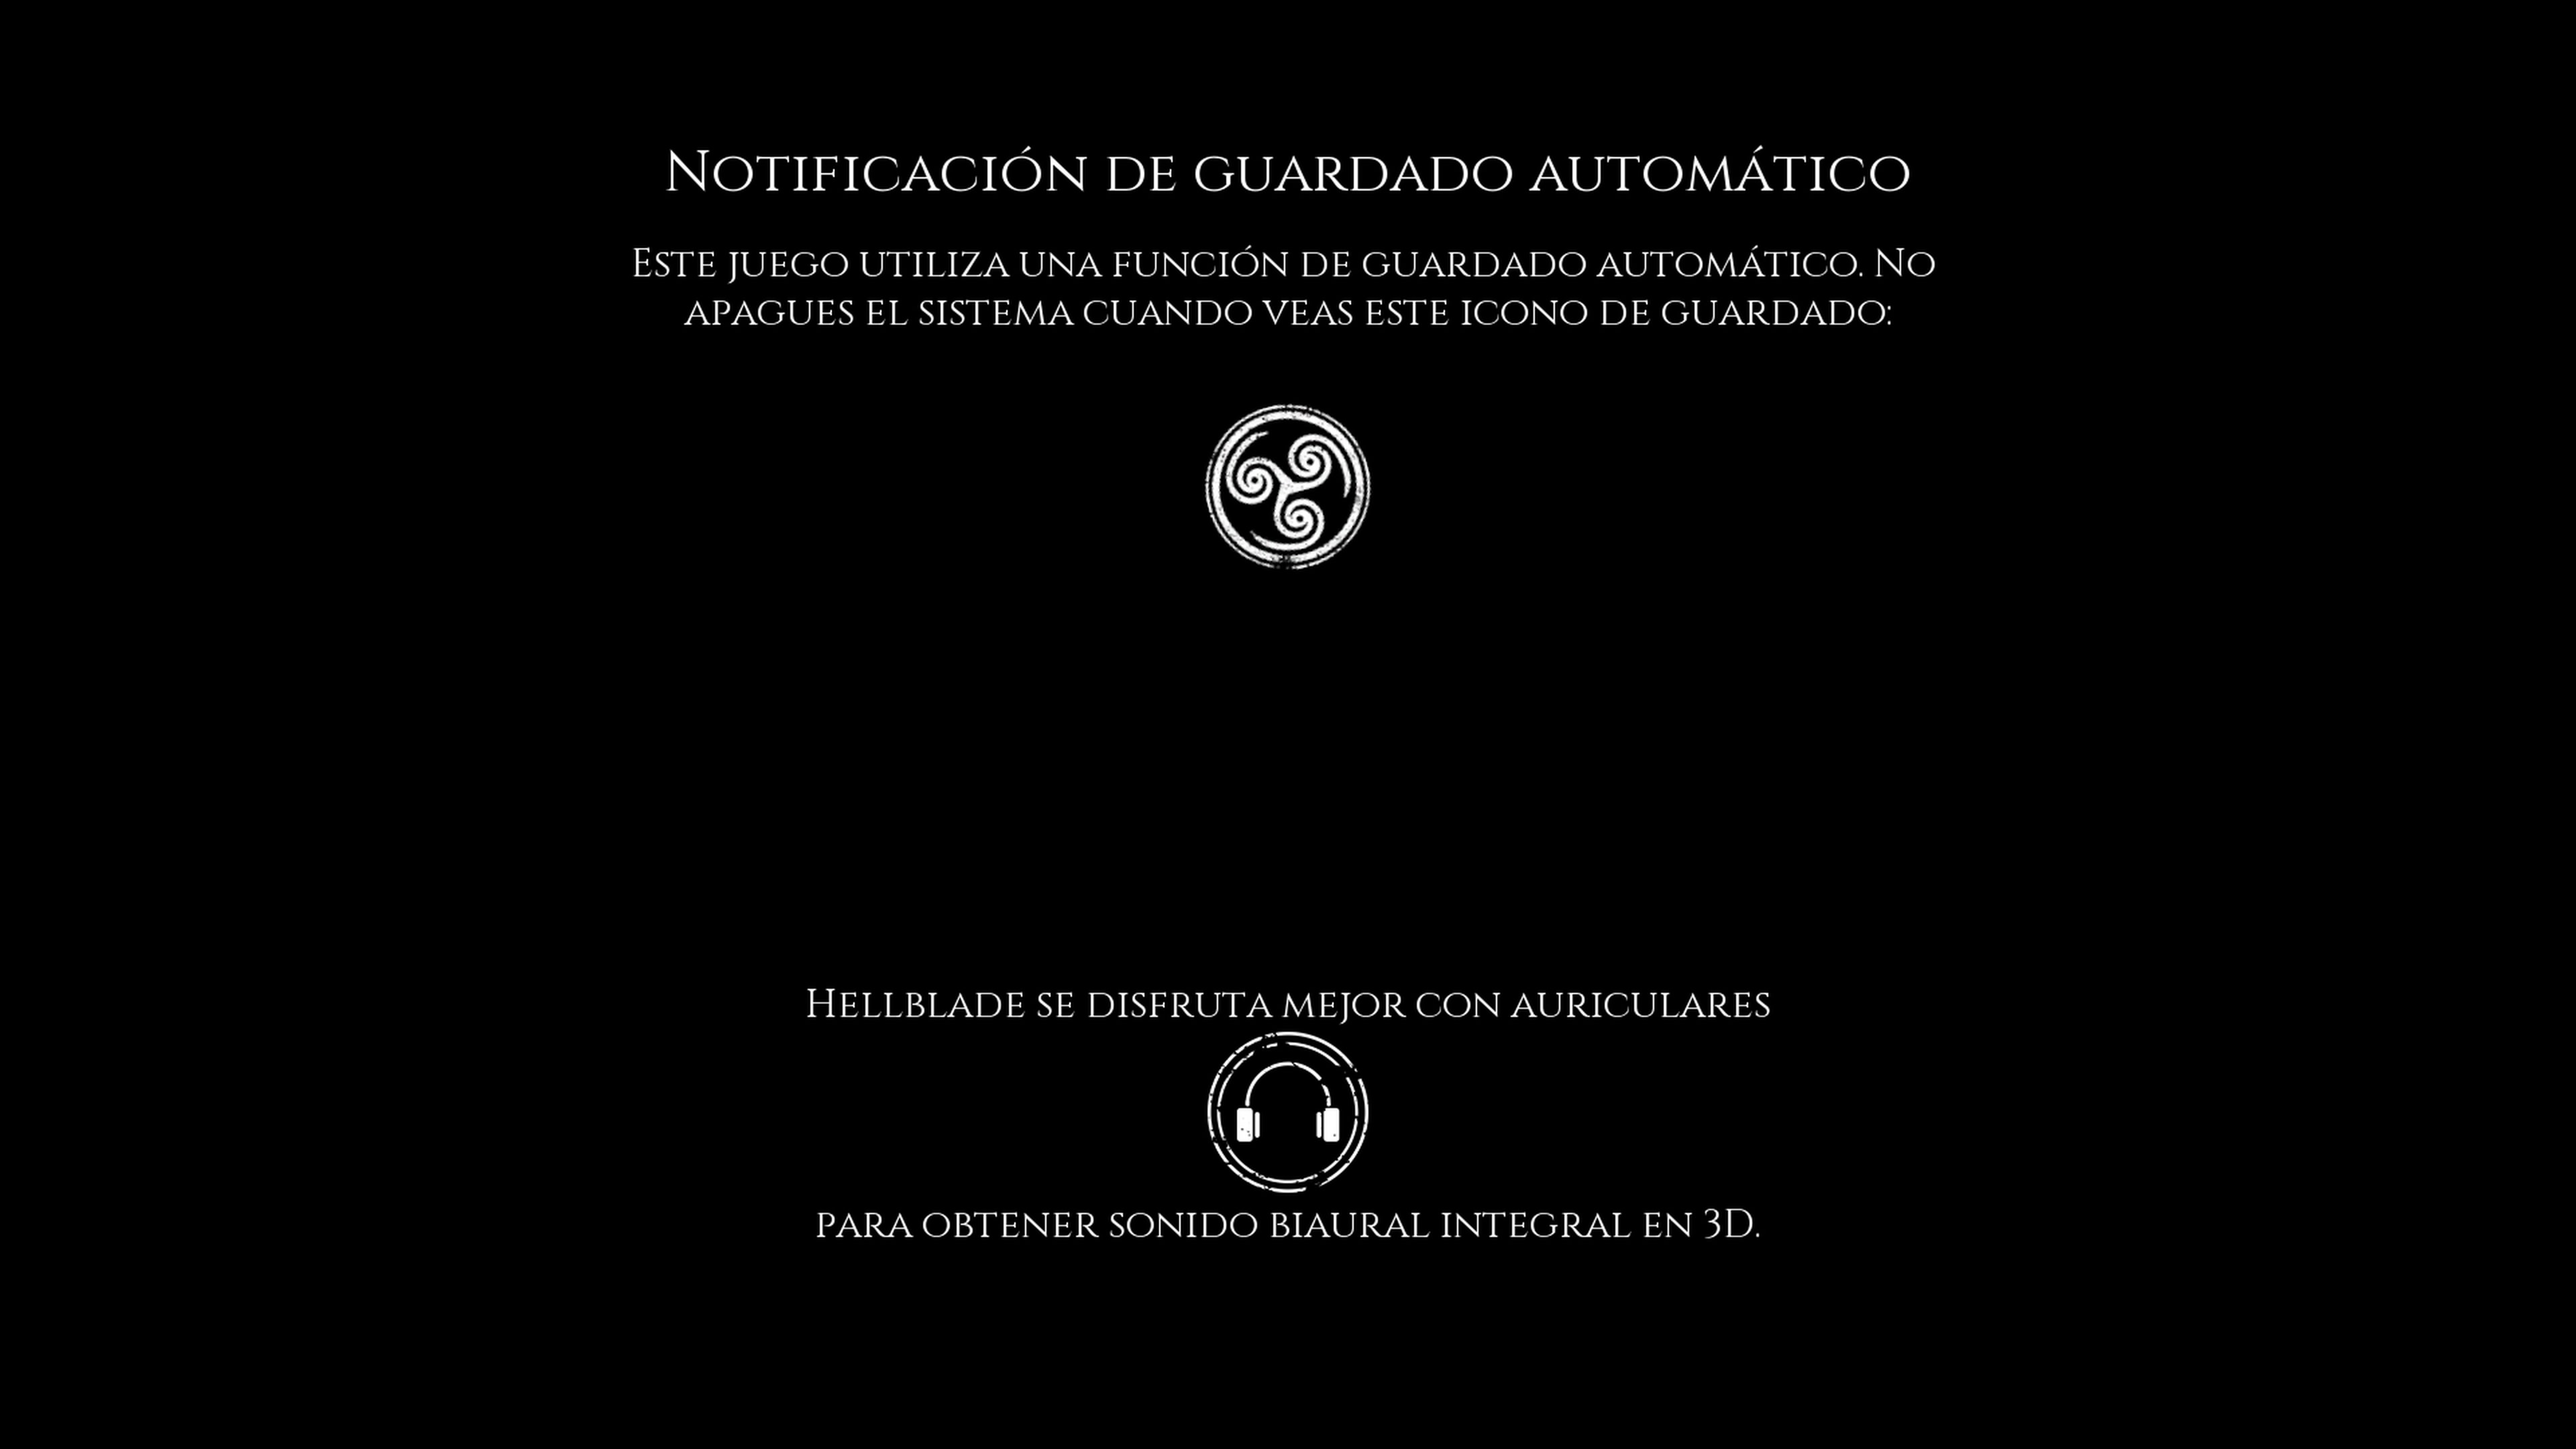 Notificación de guardado automático
Este juego utiliza una función de guardado automático. No
apagues el sistema cuando veas este icono de guardado:
Hellblade se disfruta mejor con auriculares
para obtener sonido biaural integral en 3D.